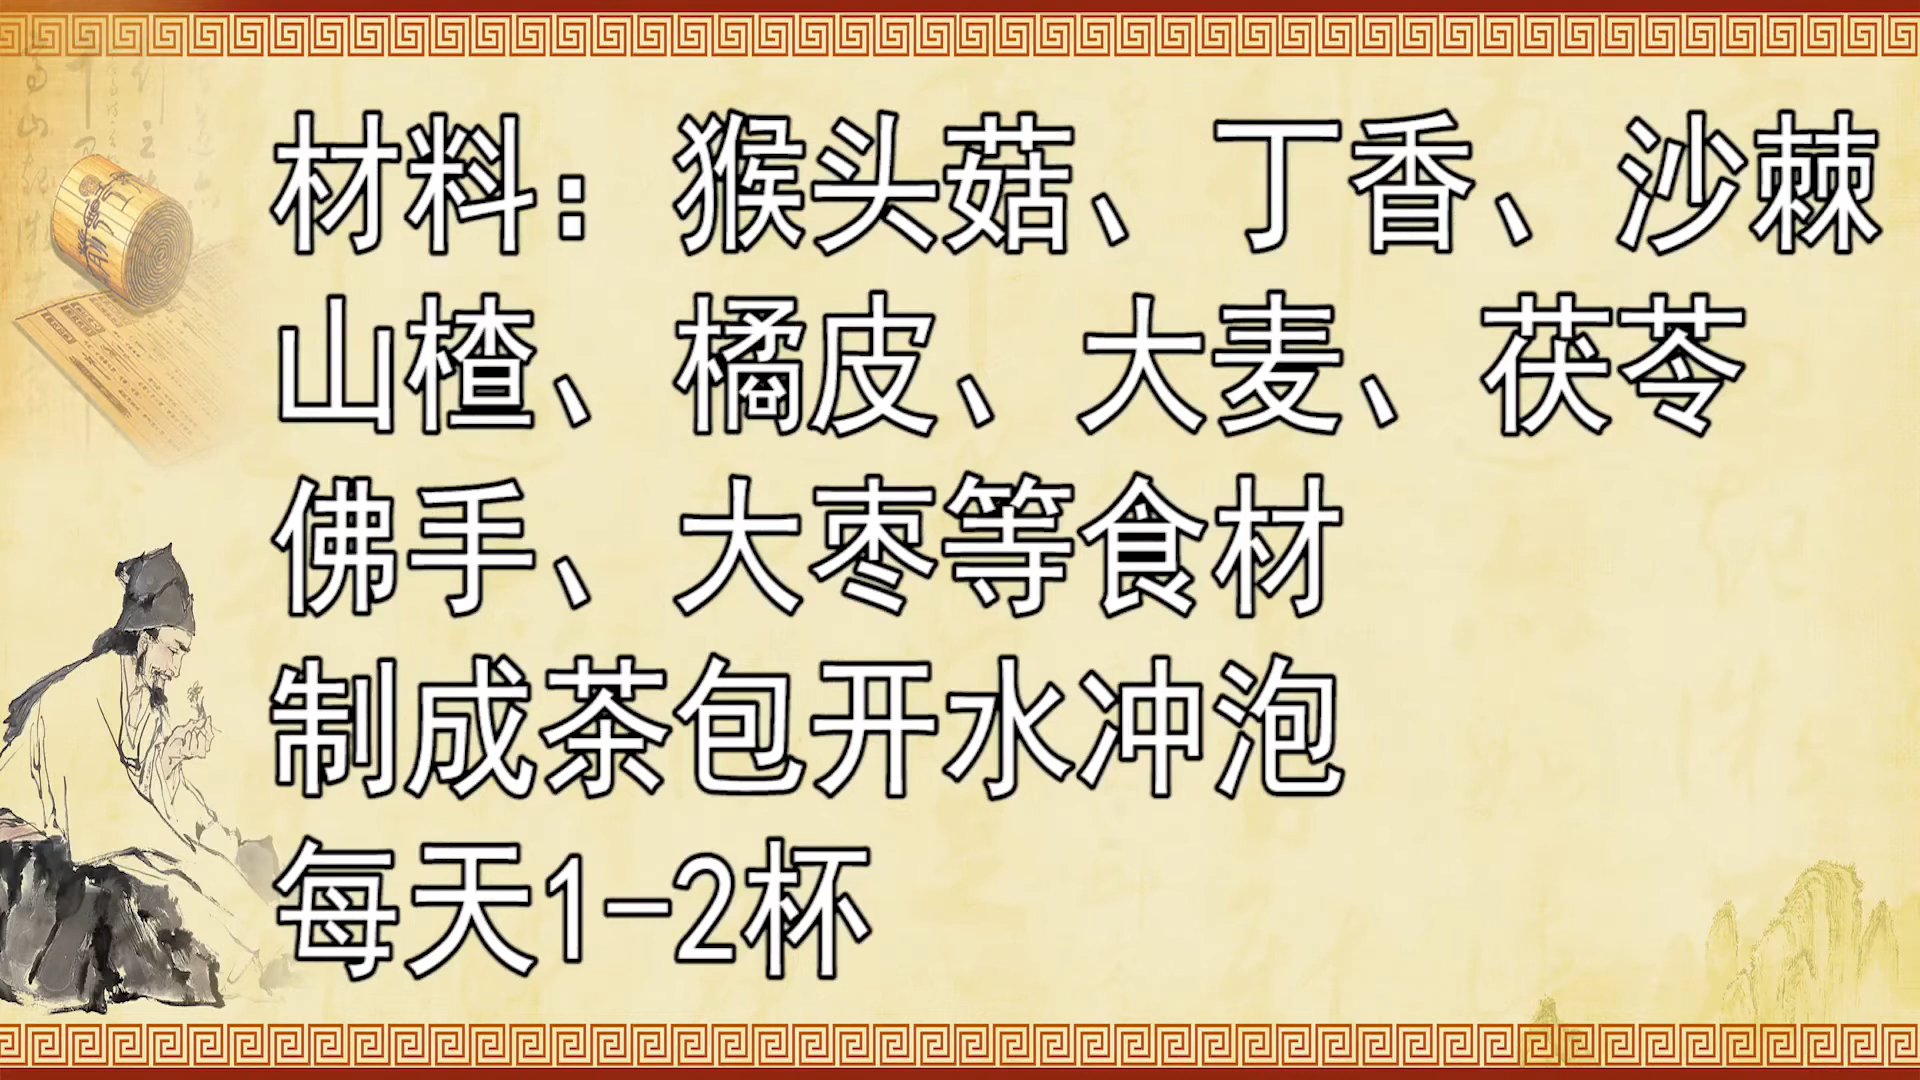 材料：猴头菇、丁香、沙棘
山楂、橘皮、大麦、茯苓
佛手、大枣等食材
制成茶包开水冲泡
每天1-2杯